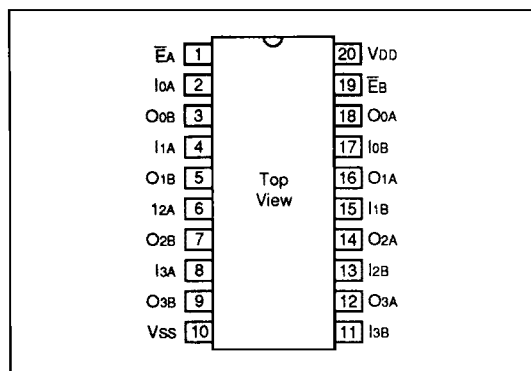 E̅A 1 20 VDD
I0A 2 19 E̅B
O0B 3 18 O0A
I1A 4 17 I0B
O1B 5 16 O1A
12A 6 15 I1B
O2B 7 14 O2A
I3A 8 13 I2B
O3B 9 12 O3A
VSS 10 11 I3B
Top
View